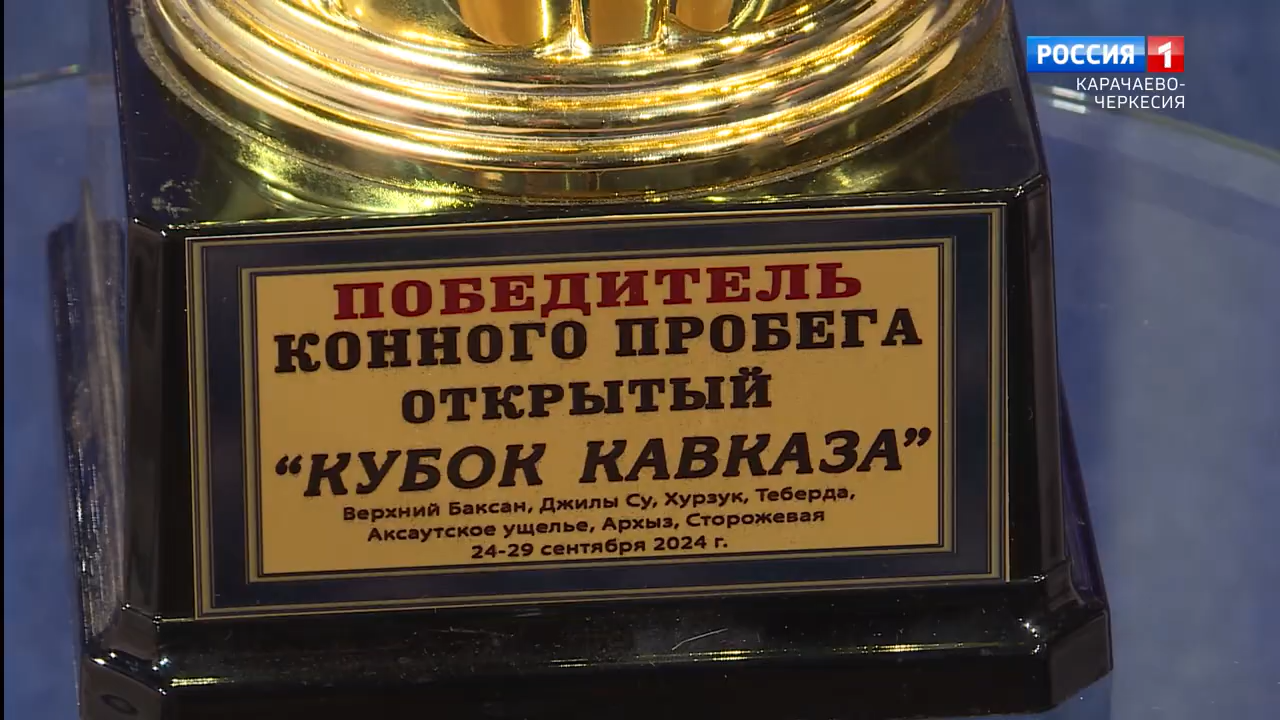 РОССИЯ 1
КАРАЧАЕВО-
ЧЕРКЕСИЯ
ПОБЕДИТЕЛЬ
КОННОГО ПРОБЕГА
ОТКРЫТЫЙ
“КУБОК КАВКАЗА”
Верхний Баксан, Джилы Су, Хурзук, Теберда,
Аксаутское ущелье, Архыз, Сторожевая
24-29 сентября 2024 г.